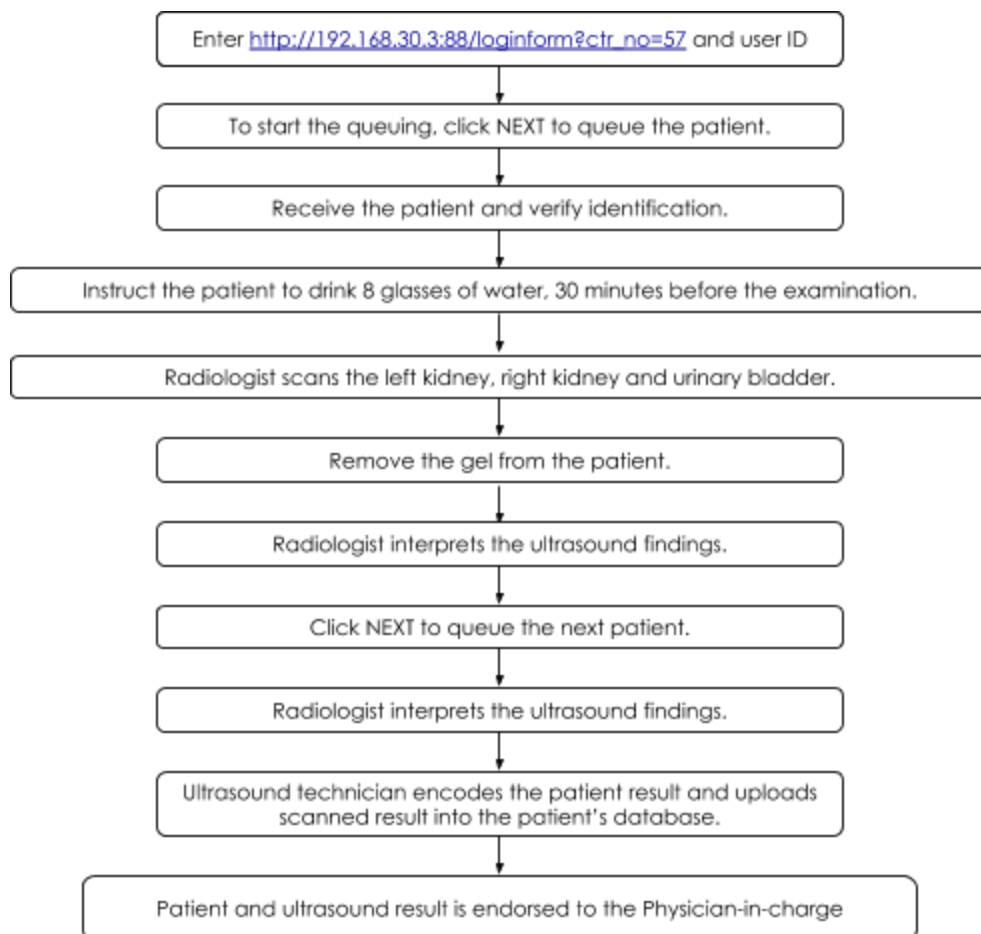 Enter http://192.168.30.3:88/loginform?ctr_no=57 and user ID
To start the queuing, click NEXT to queue the patient.
Receive the patient and verify identification.
Instruct the patient to drink 8 glasses of water, 30 minutes before the examination.
Radiologist scans the left kidney, right kidney and urinary bladder.
Remove the gel from the patient.
Radiologist interprets the ultrasound findings.
Click NEXT to queue the next patient.
Radiologist interprets the ultrasound findings.
Ultrasound technician encodes the patient result and uploads
scanned result into the patient's database.
Patient and ultrasound result is endorsed to the Physician-in-charge